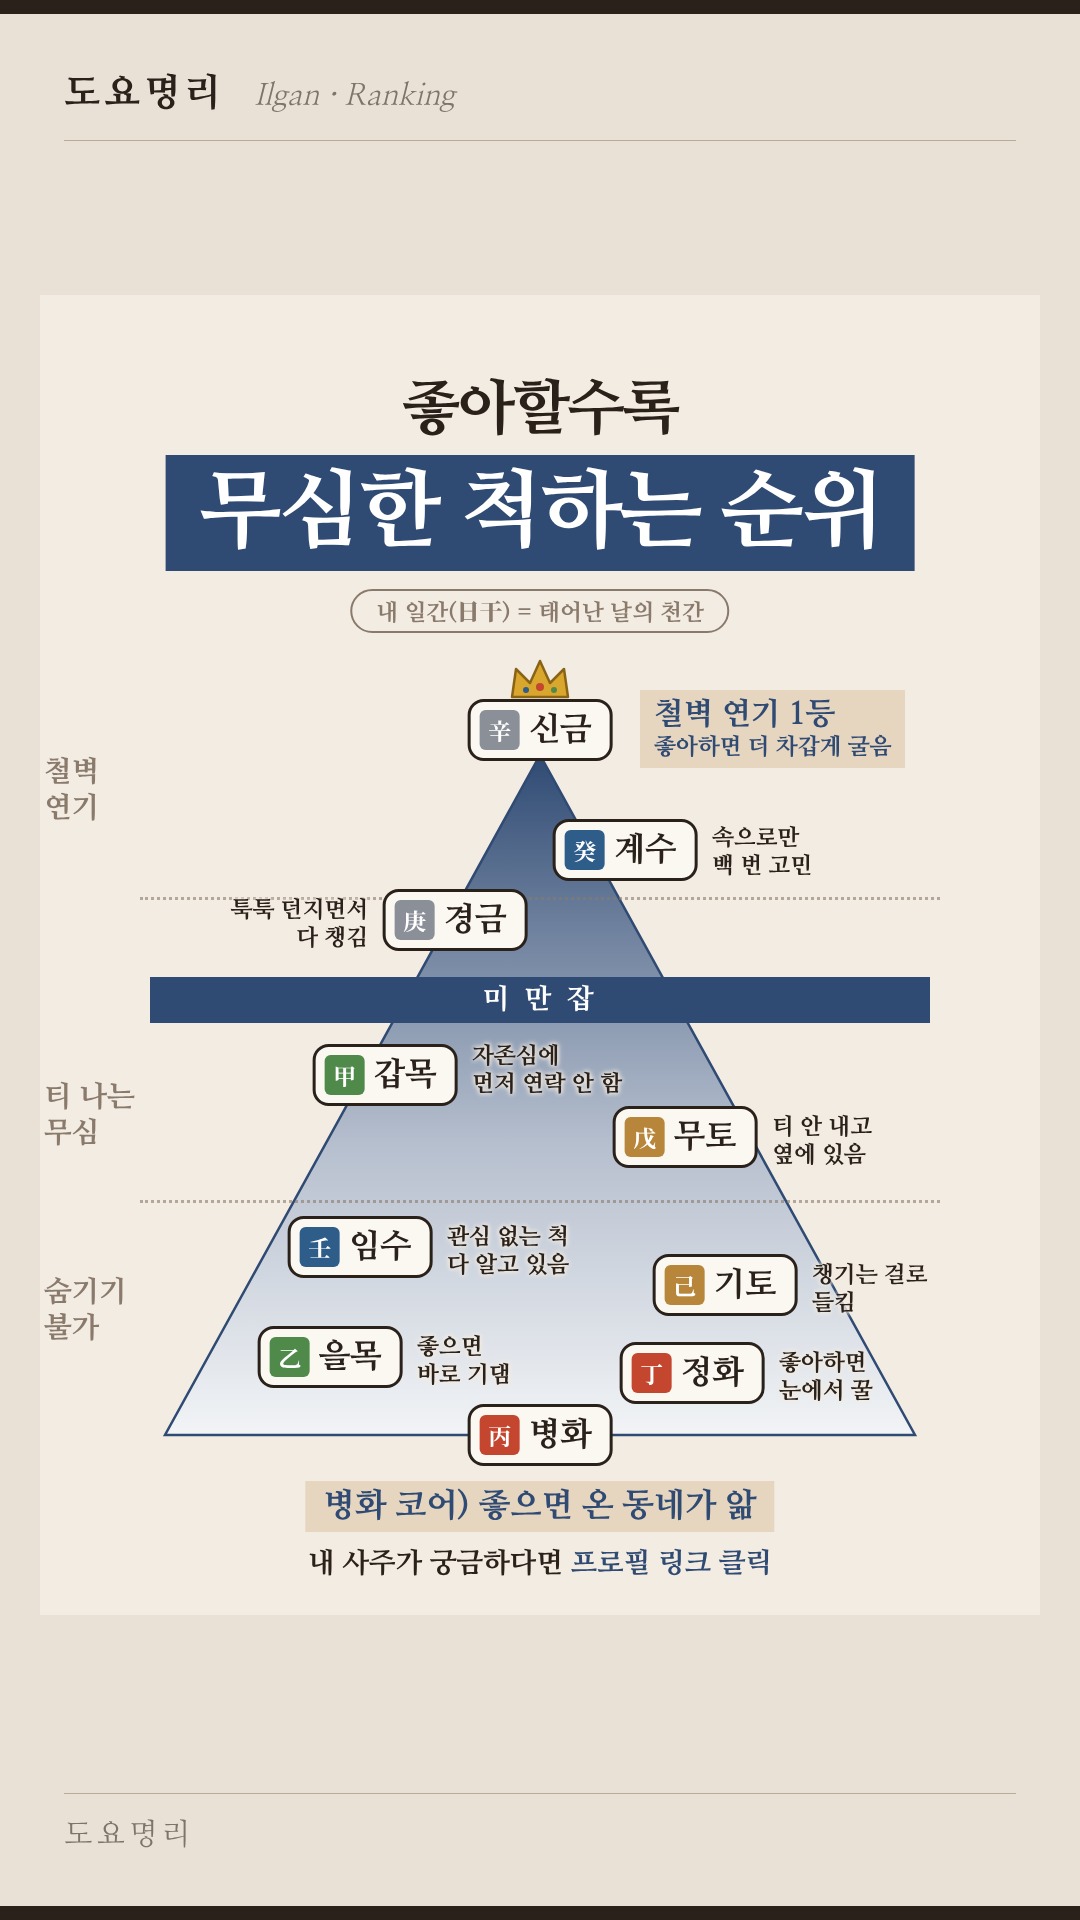 도요명리 Ilgan · Ranking
좋아할수록
무심한 척하는 순위
내 일간(日干) = 태어난 날의 천간
辛 신금
철벽 연기 1등
좋아하면 더 차갑게 굴음
철벽
연기
癸 계수
속으로만
백 번 고민
툭툭 던지면서
다 챙김
庚 경금
미만잡
甲 갑목
자존심에
먼저 연락 안 함
티 나는
무심
戊 무토
티 안 내고
옆에 있음
壬 임수
관심 없는 척
다 알고 있음
己 기토
챙기는 걸로
들킴
숨기기
불가
乙 을목
좋으면
바로 기댐
丁 정화
좋아하면
눈에서 꿀
丙 병화
병화 코어) 좋으면 온 동네가 앎
내 사주가 궁금하다면 프로필 링크 클릭
도요명리